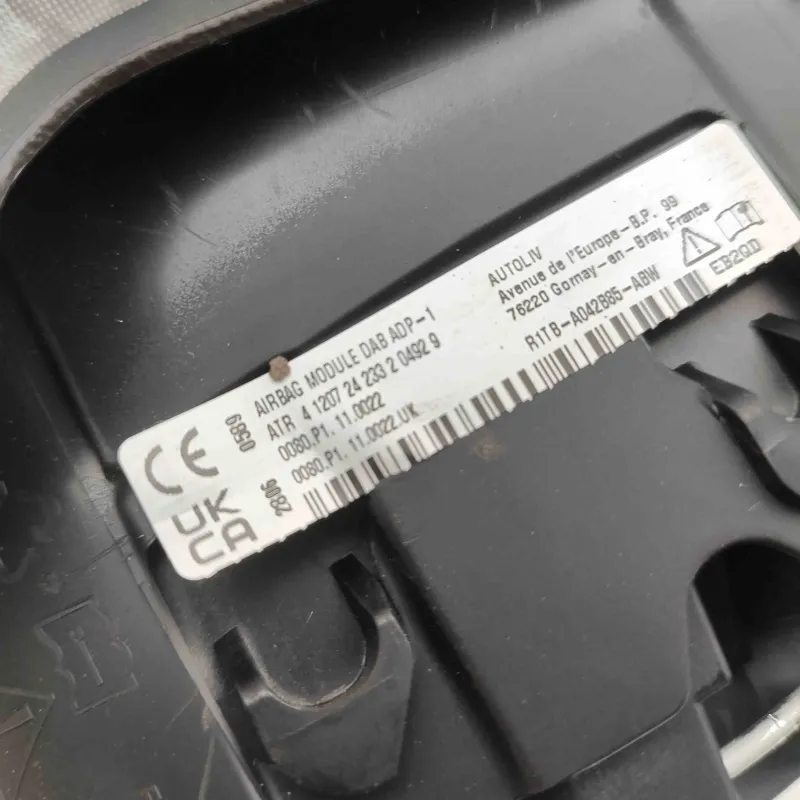 CE 0589
UK CA 2806
AIRBAG MODULE DAB ADP-1
ATR 4 1207 24 233 2 0492 9
0080.P1.11.0022
0080.P1.11.0022.UK
AUTOLIV
Avenue de l'Europe-B.P. 99
76220 Gornay-en-Bray, France
R1TB-A042B85-ABW
EB2QD